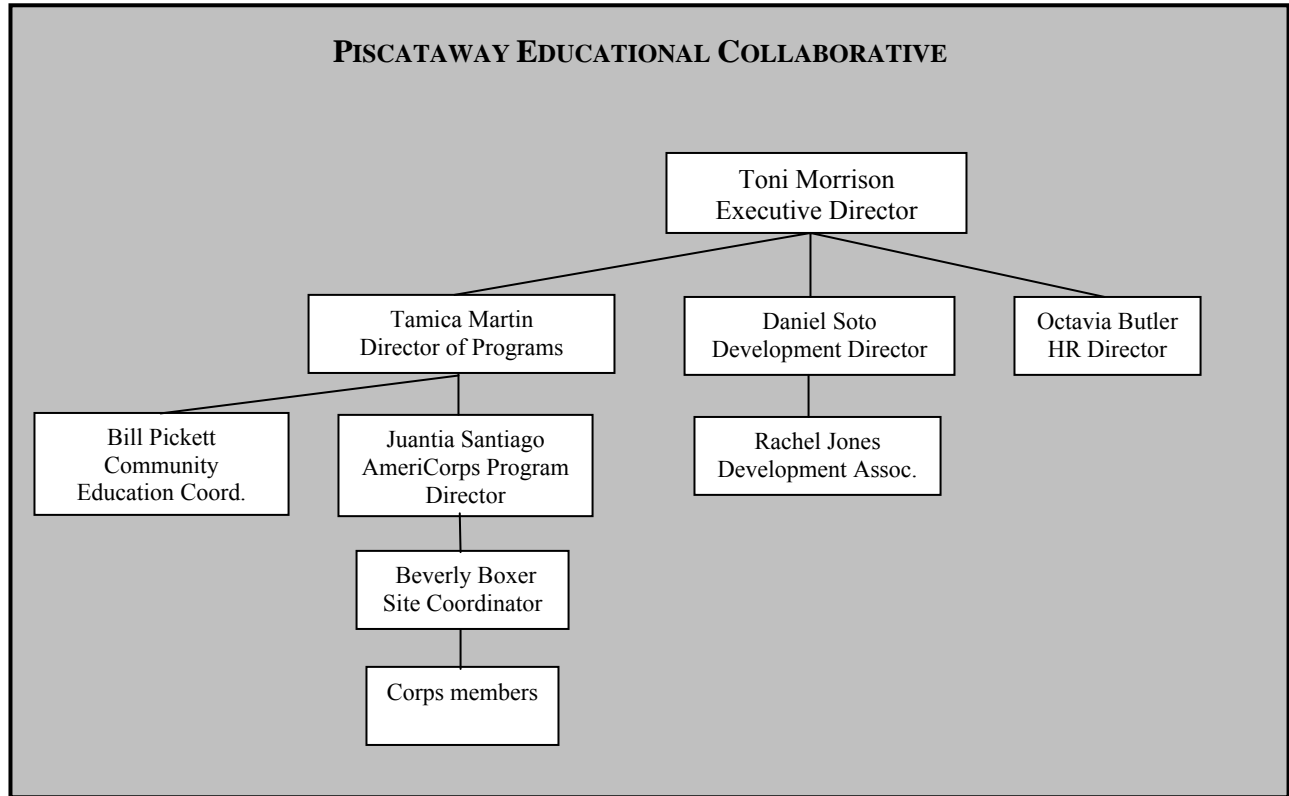 PISCATAWAY EDUCATIONAL COLLABORATIVE
Toni Morrison
Executive Director
Tamica Martin
Director of Programs
Daniel Soto
Development Director
Octavia Butler
HR Director
Bill Pickett
Community
Education Coord.
Juantia Santiago
AmeriCorps Program
Director
Rachel Jones
Development Assoc.
Beverly Boxer
Site Coordinator
Corps members